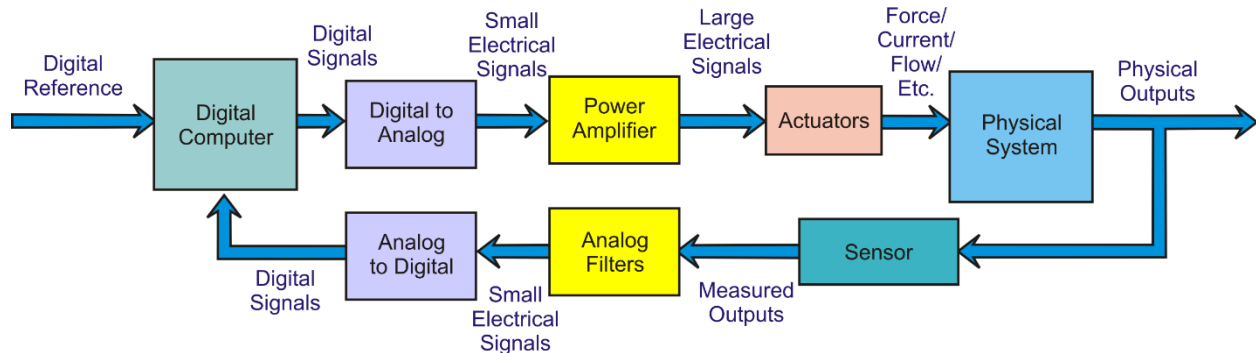 Digital
Reference
Digital
Computer
Digital
Signals
Digital to
Analog
Small
Electrical
Signals
Power
Amplifier
Large
Electrical
Signals
Actuators
Force/
Current/
Flow/
Etc.
Physical
System
Physical
Outputs
Sensor
Measured
Outputs
Analog
Filters
Small
Electrical
Signals
Analog
to Digital
Digital
Signals